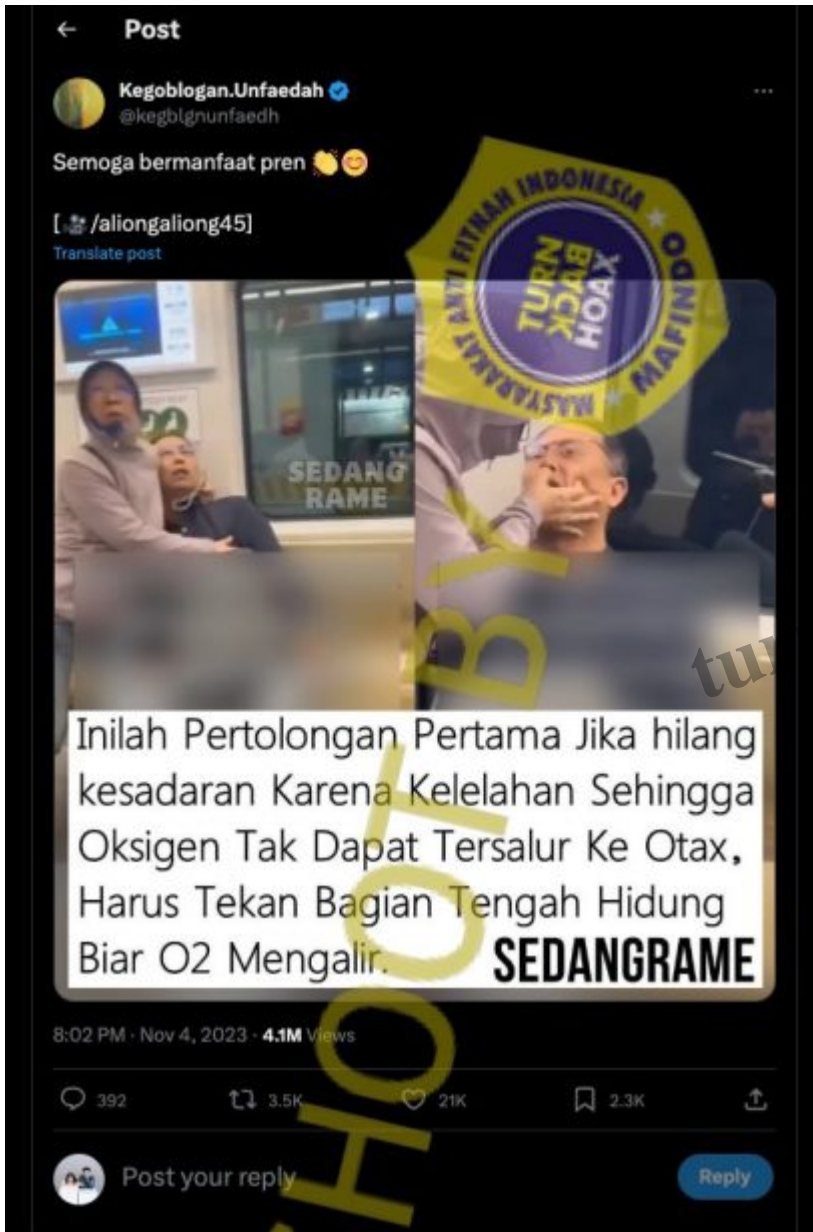 Post
Kegoblogan.Unfaedah
@kegblgnunfaedh
Semoga bermanfaat pren 👏😊
[🎥/aliongaliong45]
Translate post
MASYARAKAT ANTI FITNAH INDONESIA ★ MAFINDO ★
TURN
BACK
HOAX
SEDANG
RAME
tur
Inilah Pertolongan Pertama Jika hilang
kesadaran Karena Kelelahan Sehingga
Oksigen Tak Dapat Tersalur Ke Otax,
Harus Tekan Bagian Tengah Hidung
Biar O2 Mengalir.
SEDANGRAME
HOOT BY
8:02 PM · Nov 4, 2023 · 4.1M Views
392 3.5K 21K 2.3K
Post your reply
Reply